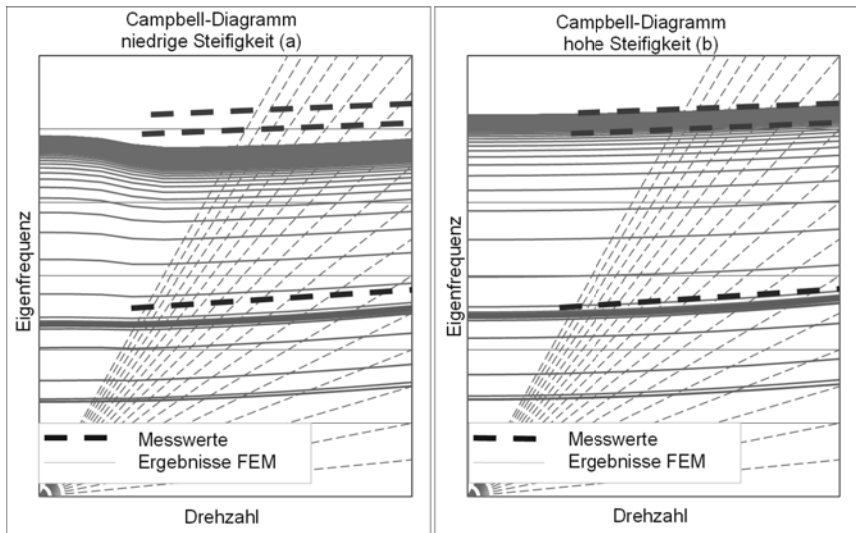 Campbell-Diagramm
niedrige Steifigkeit (a)
Eigenfrequenz
Messwerte
Ergebnisse FEM
Drehzahl
Campbell-Diagramm
hohe Steifigkeit (b)
Eigenfrequenz
Messwerte
Ergebnisse FEM
Drehzahl